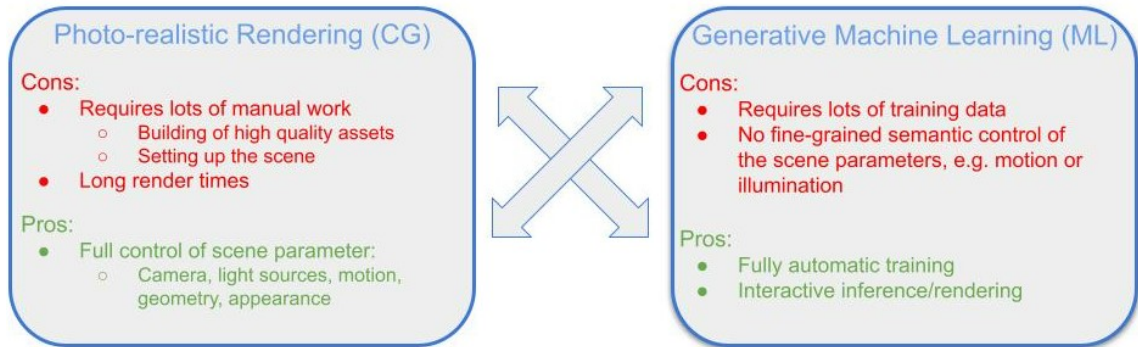 Photo-realistic Rendering (CG)
Cons:
● Requires lots of manual work
○ Building of high quality assets
○ Setting up the scene
● Long render times
Pros:
● Full control of scene parameter:
○ Camera, light sources, motion,
geometry, appearance
Generative Machine Learning (ML)
Cons:
● Requires lots of training data
● No fine-grained semantic control of
the scene parameters, e.g. motion or
illumination
Pros:
● Fully automatic training
● Interactive inference/rendering